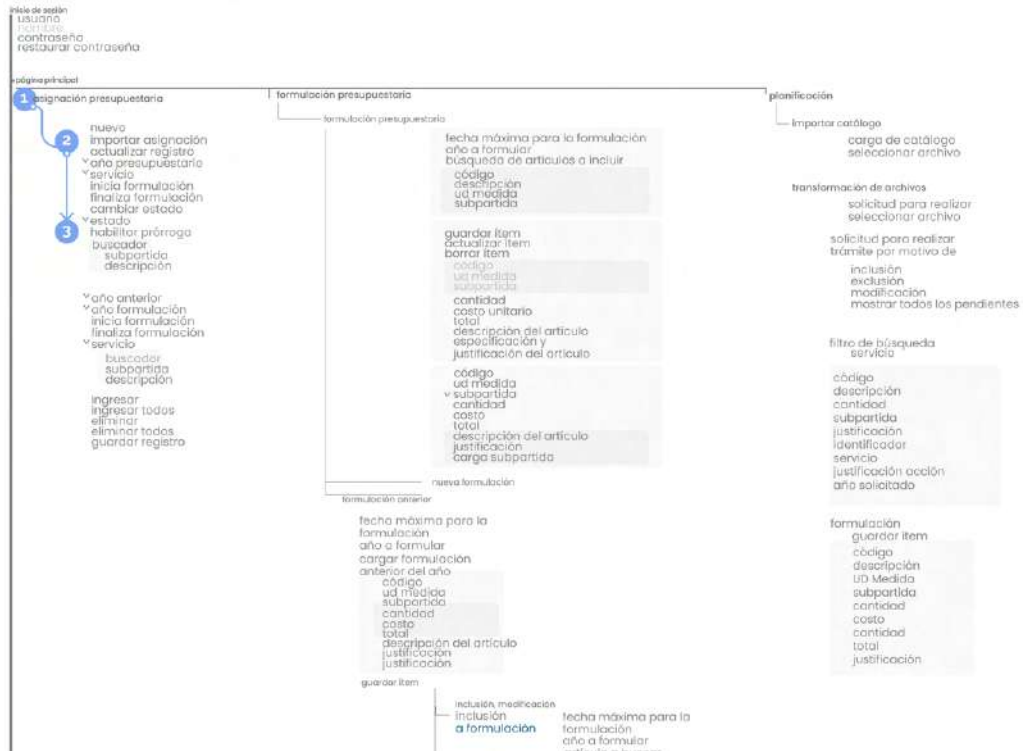 inicio de sesión
usuario
nombre
contraseña
restaurar contraseña
página principal
1 asignación presupuestaria
nuevo
2 importar asignación
actualizar registro
año presupuestario
servicio
inicia formulación
finaliza formulación
cambiar estado
estado
3 habilitar prórroga
buscador
subpartida
descripción
año anterior
año formulación
inicia formulación
finaliza formulación
servicio
buscador
subpartida
descripción
ingresar
ingresar todos
eliminar
eliminar todos
guardar registro
formulación presupuestaria
formulación presupuestaria
fecha máxima para la formulación
año a formular
búsqueda de artículos a incluir
código
descripción
ud medida
subpartida
guardar item
actualizar item
borrar item
código
ud medida
subpartida
cantidad
costo unitario
total
descripción del artículo
especificación y
justificación del artículo
código
ud medida
subpartida
cantidad
costo
total
descripción del artículo
justificación
carga subpartida
nueva formulación
formulación anterior
fecha máxima para la
formulación
año a formular
cargar formulación
anterior del año
código
ud medida
subpartida
cantidad
costo
total
descripción del artículo
justificación
justificación
guardar item
inclusión, modificación
inclusión
a formulación
fecha máxima para la
formulación
año a formular
planificación
importar catálogo
carga de catálogo
seleccionar archivo
transformación de archivos
solicitud para realizar
seleccionar archivo
solicitud para realizar
trámite por motivo de
inclusión
exclusión
modificación
mostrar todos los pendientes
filtro de búsqueda
servicio
código
descripción
cantidad
subpartida
justificación
identificador
servicio
justificación acción
año solicitado
formulación
guardar item
código
descripción
UD Medida
subpartida
cantidad
costo
cantidad
total
justificación